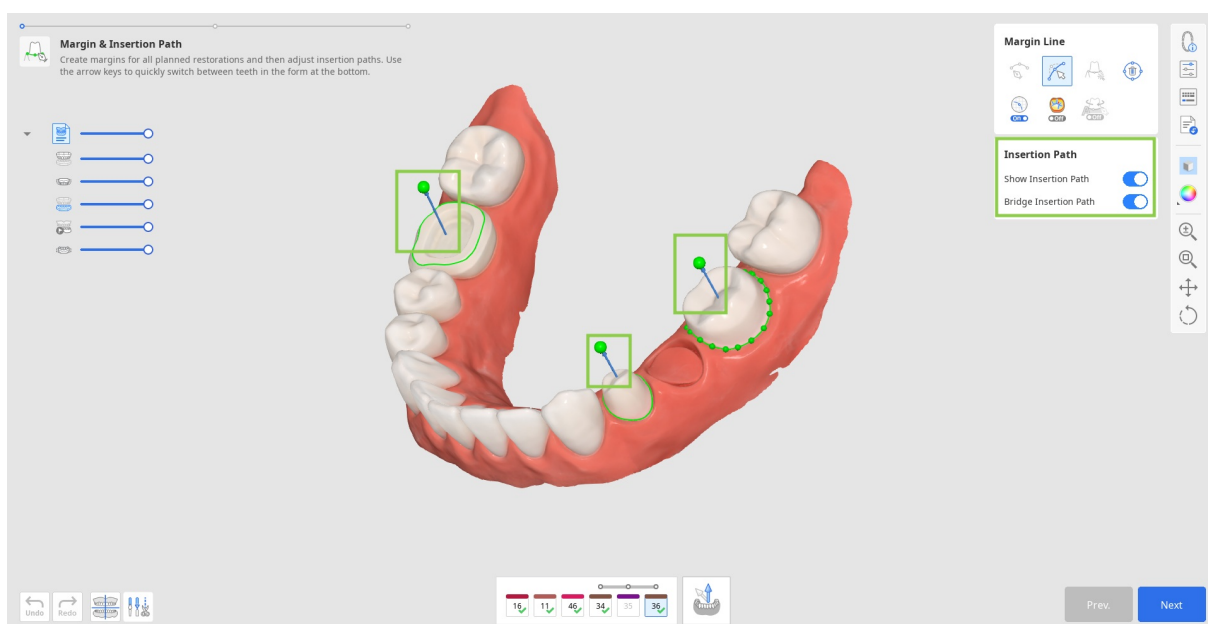 Margin & Insertion Path
Create margins for all planned restorations and then adjust insertion paths. Use
the arrow keys to quickly switch between teeth in the form at the bottom.
Margin Line
On
Off
Off
Insertion Path
Show Insertion Path
Bridge Insertion Path
Undo
Redo
16
11
46
34
35
36
Prev.
Next